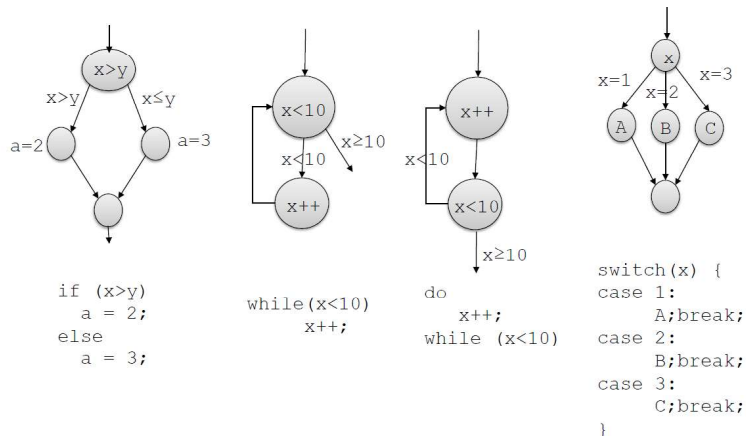 x>y
x>y
x≤y
a=2
a=3
if (x>y)
a = 2;
else
a = 3;
x<10
x≥10
x<10
x++
while(x<10)
x++;
x++
x<10
x<10
x≥10
do
x++;
while (x<10)
x
x=1
x=2
x=3
A
B
C
switch(x) {
case 1:
A;break;
case 2:
B;break;
case 3:
C;break;
}